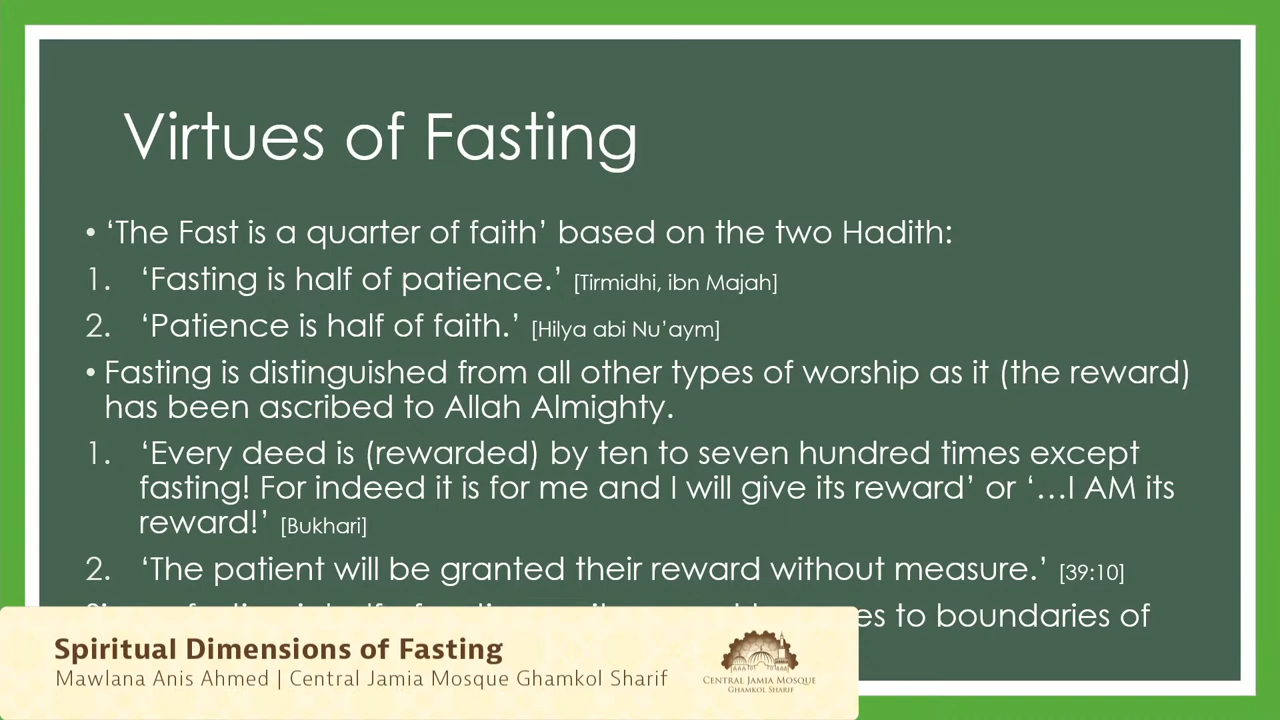 Virtues of Fasting
• ‘The Fast is a quarter of faith’ based on the two Hadith:
1. ‘Fasting is half of patience.’ [Tirmidhi, ibn Majah]
2. ‘Patience is half of faith.’ [Hilya abi Nu’aym]
• Fasting is distinguished from all other types of worship as it (the reward)
has been ascribed to Allah Almighty.
1. ‘Every deed is (rewarded) by ten to seven hundred times except
fasting! For indeed it is for me and I will give its reward’ or ‘…I AM its
reward!’ [Bukhari]
2. ‘The patient will be granted their reward without measure.’ [39:10]
to boundaries of
Spiritual Dimensions of Fasting
Mawlana Anis Ahmed | Central Jamia Mosque Ghamkol Sharif
CENTRAL JAMIA MOSQUE
GHAMKOL SHARIF